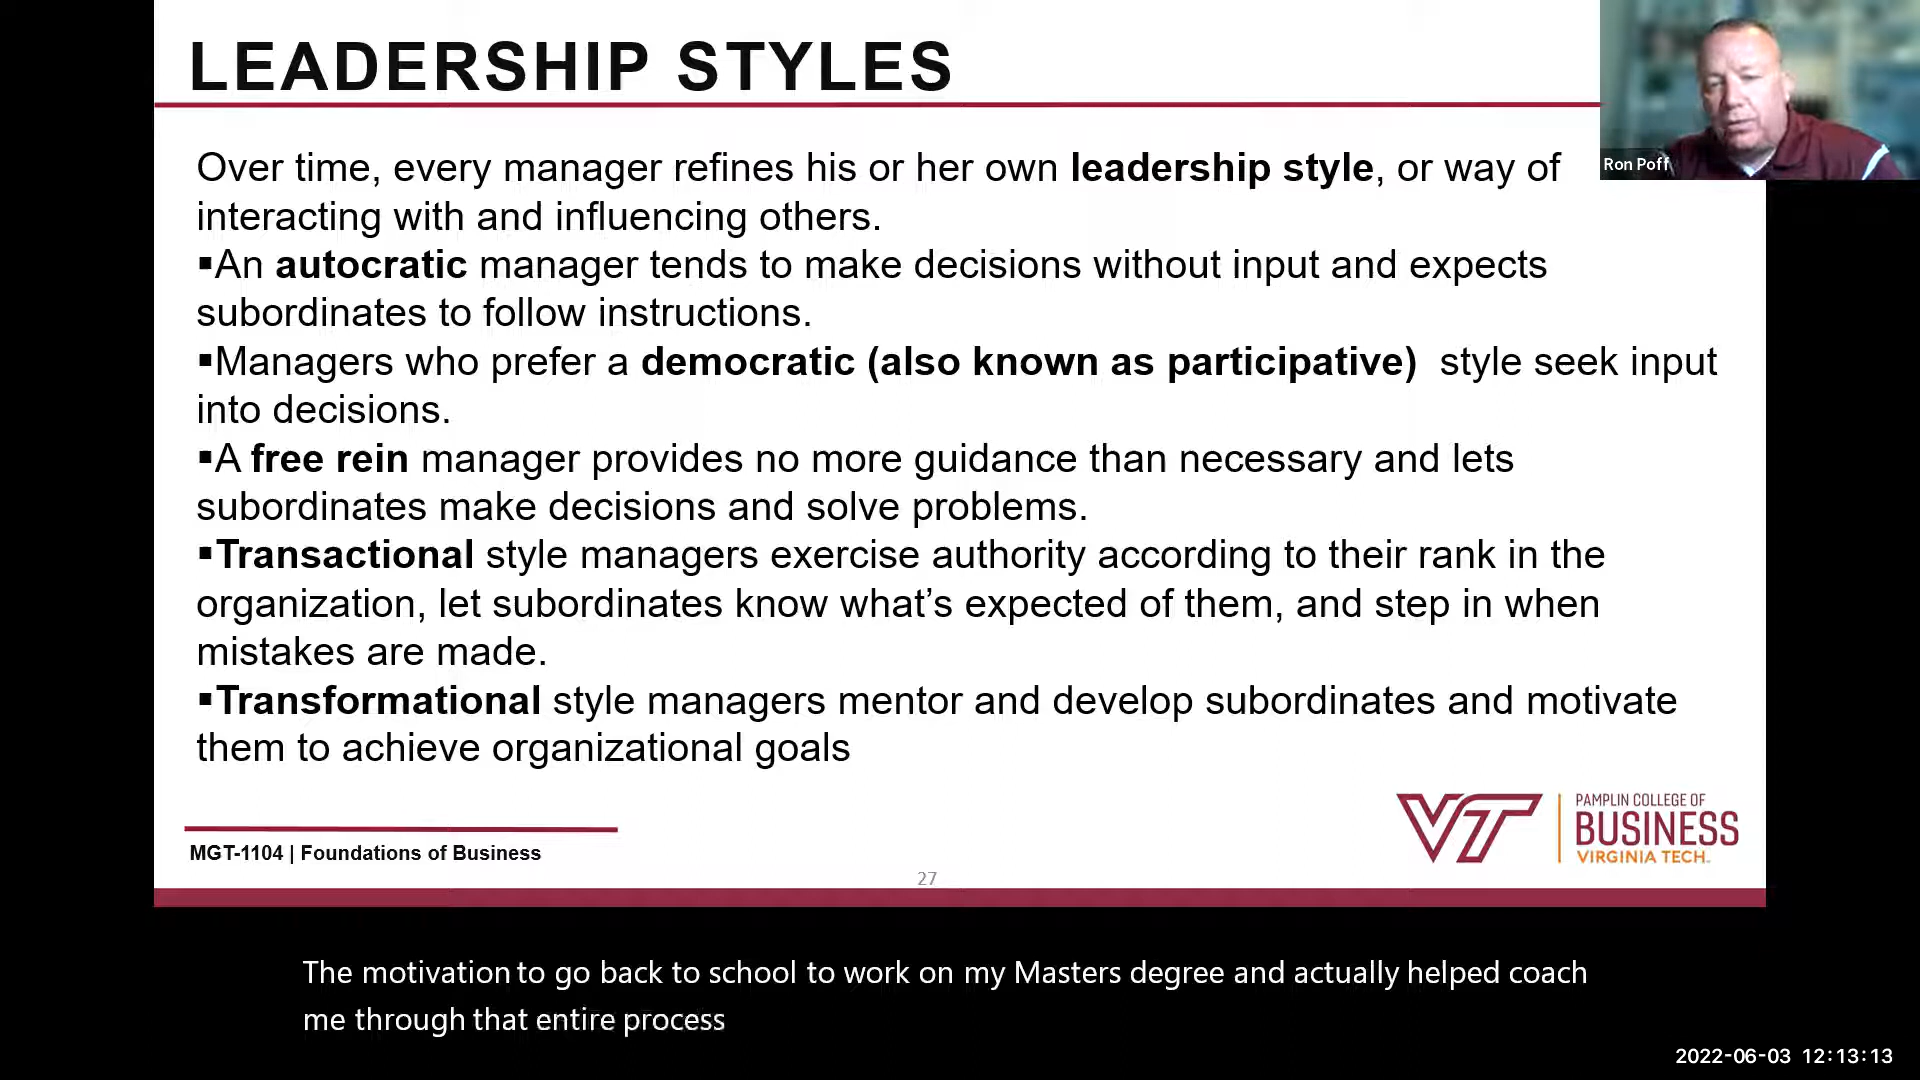 LEADERSHIP STYLES
Ron Poff
Over time, every manager refines his or her own leadership style, or way of
interacting with and influencing others.
▪An autocratic manager tends to make decisions without input and expects
subordinates to follow instructions.
▪Managers who prefer a democratic (also known as participative) style seek input
into decisions.
▪A free rein manager provides no more guidance than necessary and lets
subordinates make decisions and solve problems.
▪Transactional style managers exercise authority according to their rank in the
organization, let subordinates know what’s expected of them, and step in when
mistakes are made.
▪Transformational style managers mentor and develop subordinates and motivate
them to achieve organizational goals
MGT-1104 | Foundations of Business
27
VT
PAMPLIN COLLEGE OF
BUSINESS
VIRGINIA TECH.
The motivation to go back to school to work on my Masters degree and actually helped coach
me through that entire process
2022-06-03 12:13:13